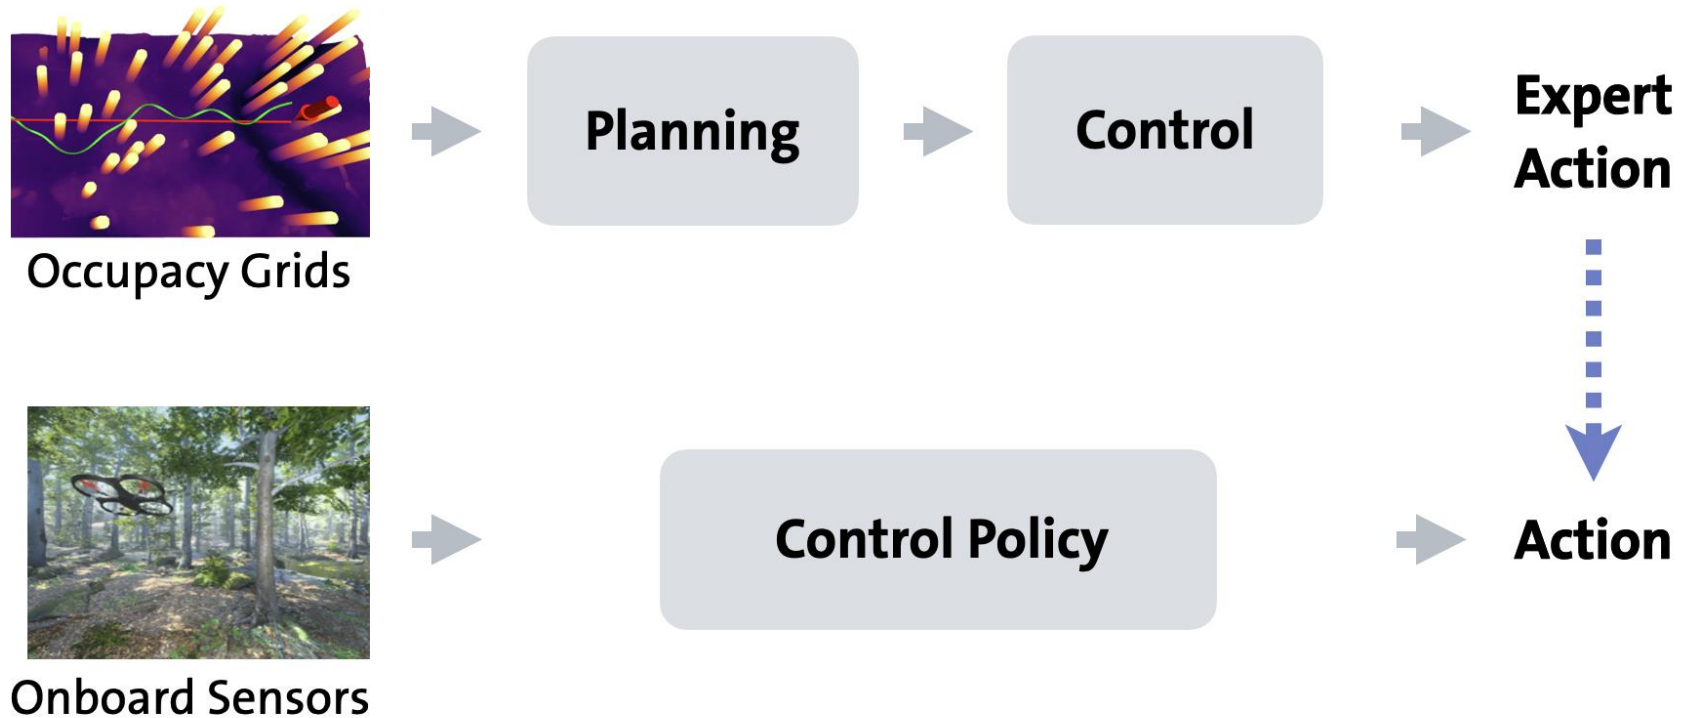 Planning
Control
Expert
Action
Occupacy Grids
Control Policy
Action
Onboard Sensors